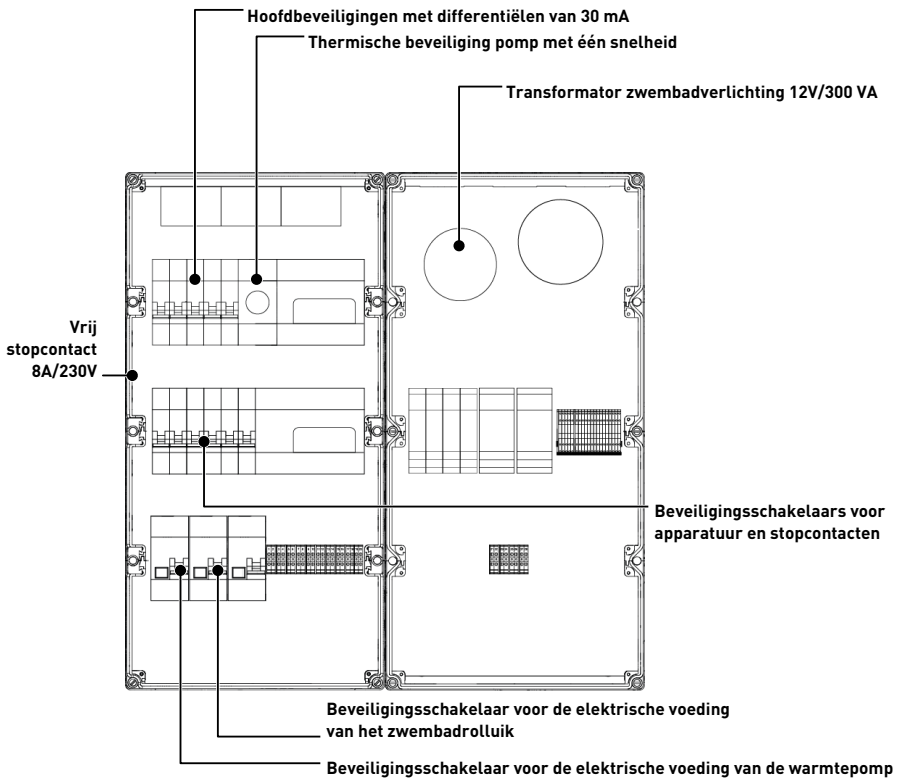 Hoofdbeveiligingen met differentiëlen van 30 mA
Thermische beveiliging pomp met één snelheid
Transformator zwembadverlichting 12V/300 VA
Vrij
stopcontact
8A/230V
Beveiligingsschakelaars voor
apparatuur en stopcontacten
Beveiligingsschakelaar voor de elektrische voeding
van het zwembadrolluik
Beveiligingsschakelaar voor de elektrische voeding van de warmtepomp